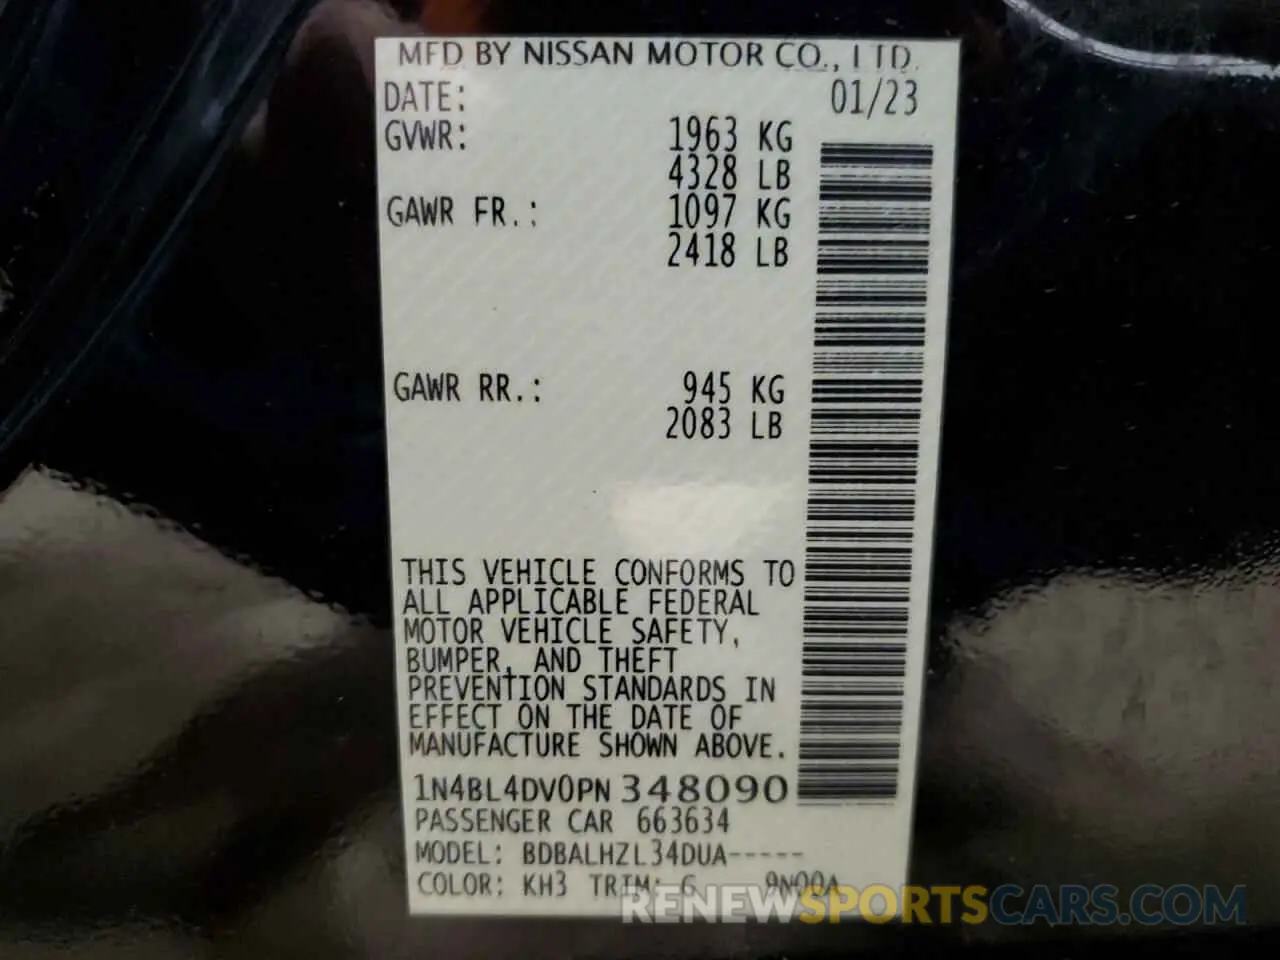 MFD BY NISSAN MOTOR CO., LTD.
DATE: 01/23
GVWR: 1963 KG
4328 LB
GAWR FR.: 1097 KG
2418 LB
GAWR RR.: 945 KG
2083 LB
THIS VEHICLE CONFORMS TO
ALL APPLICABLE FEDERAL
MOTOR VEHICLE SAFETY,
BUMPER, AND THEFT
PREVENTION STANDARDS IN
EFFECT ON THE DATE OF
MANUFACTURE SHOWN ABOVE.
1N4BL4DV0PN348090
PASSENGER CAR 663634
MODEL: BDBALHZL34DUA-----
COLOR: KH3 TRIM: G
RENEWSPORTSCARS.COM